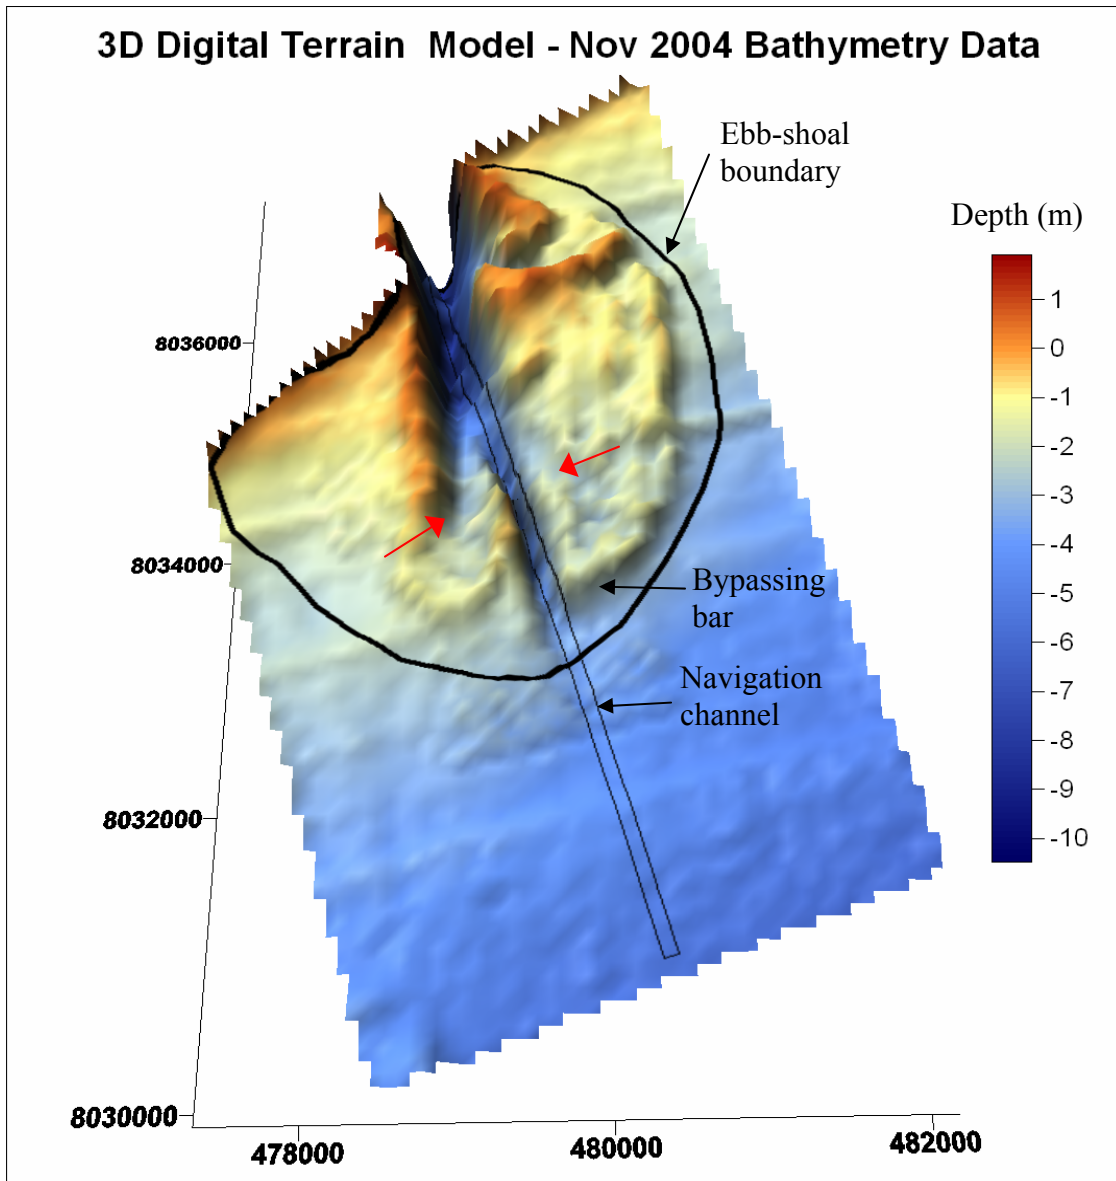 3D Digital Terrain Model - Nov 2004 Bathymetry Data
Ebb-shoal
boundary
Depth (m)
1
0
-1
-2
-3
-4
-5
-6
-7
-8
-9
-10
8036000
8034000
Bypassing
bar
Navigation
channel
8032000
8030000
478000
480000
482000